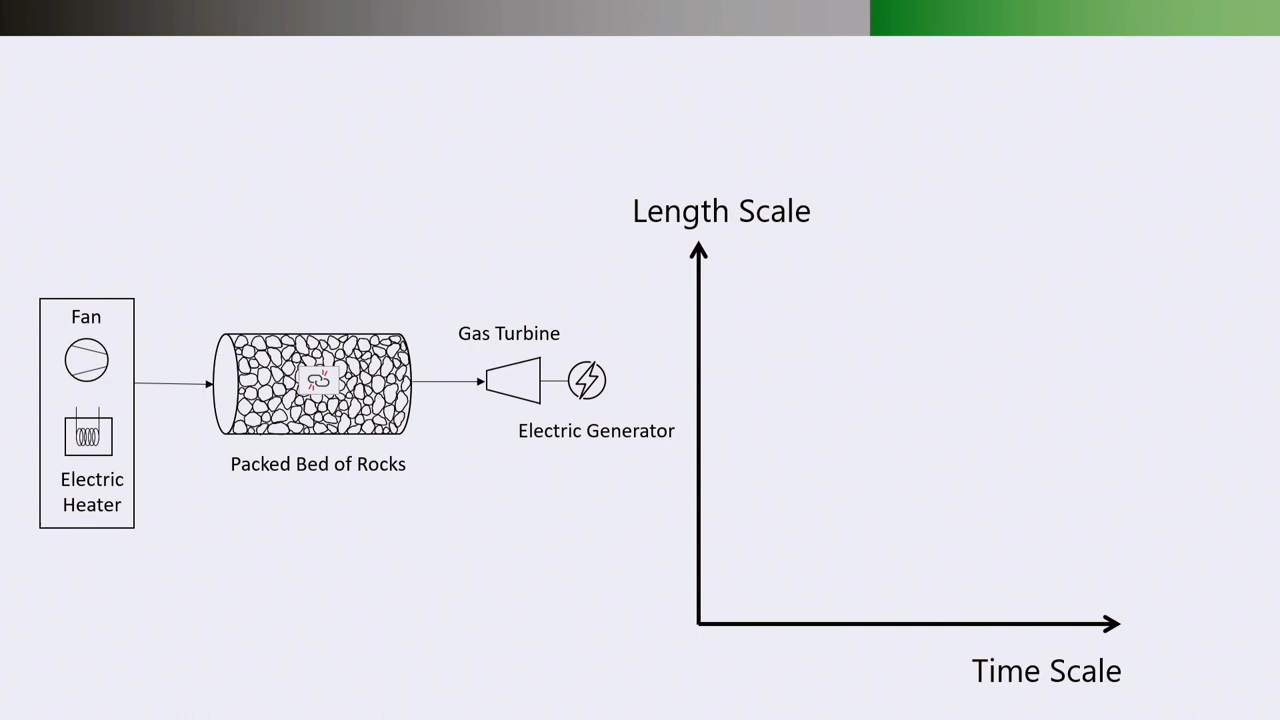 Length Scale
Fan
Gas Turbine
Electric Generator
Packed Bed of Rocks
Electric
Heater
Time Scale